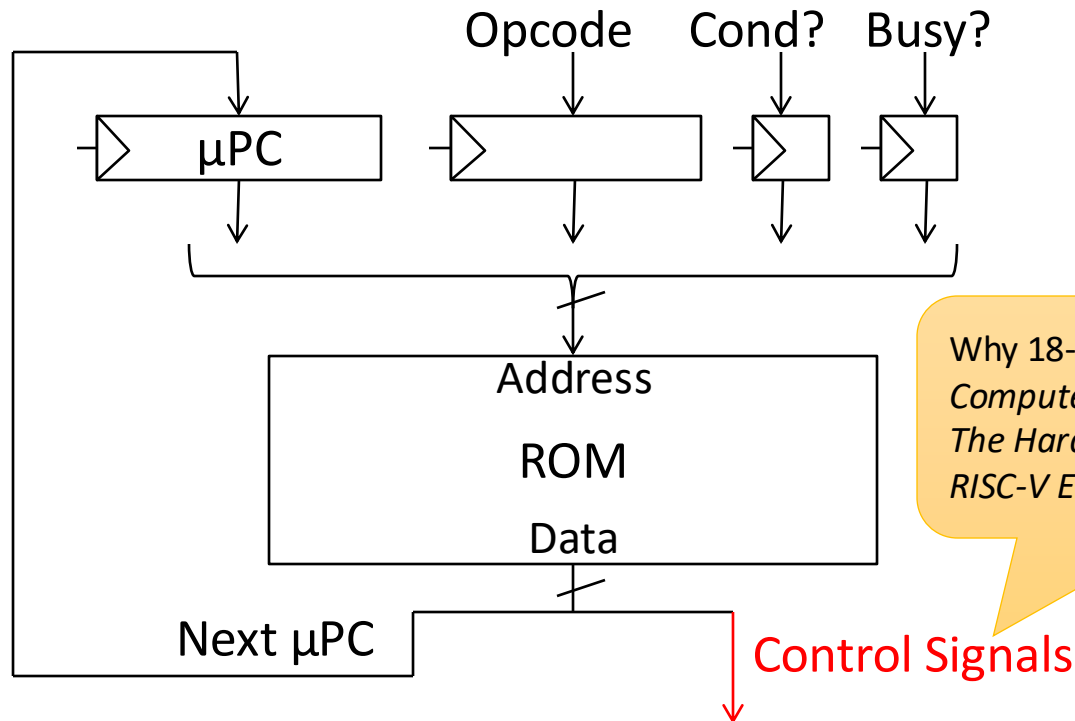 Opcode Cond? Busy?
µPC
Address
ROM
Data
Why 18-
Compute
The Hard
RISC-V E
Next µPC
Control Signals